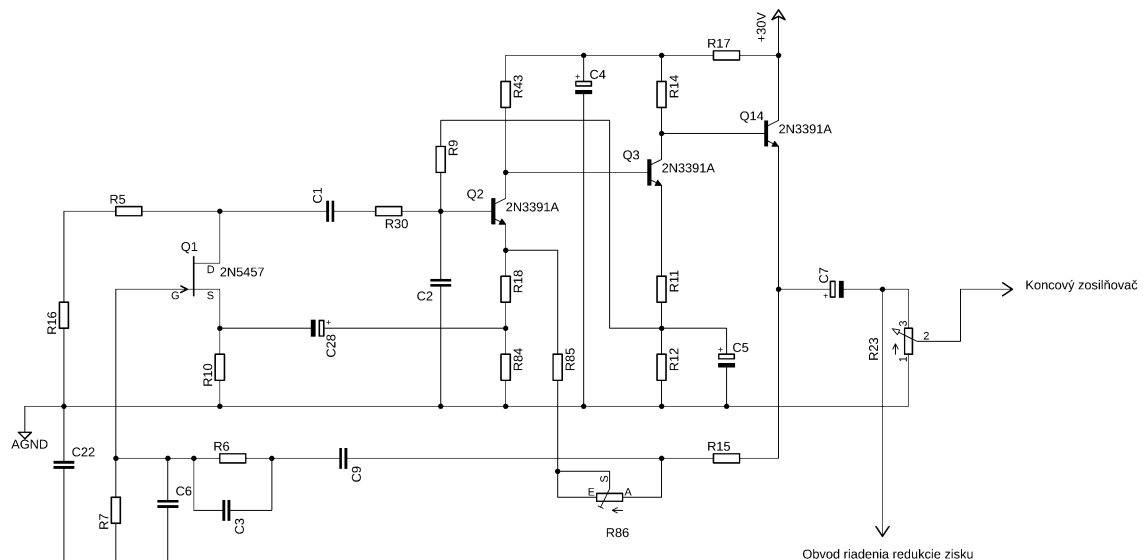 +30V
R17
R43
C4
R14
Q14
2N3391A
R9
Q3
2N3391A
Q2
2N3391A
C1
R5
R30
Q1
D
2N5457
G
S
C2
R18
R11
C7
Koncový zosilňovač
R16
C28
R10
R84
R85
R12
C5
R23
3
2
1
AGND
C22
R6
C9
R15
C6
R7
C3
S
E
A
R86
Obvod riadenia redukcie zisku
+
+
+
+